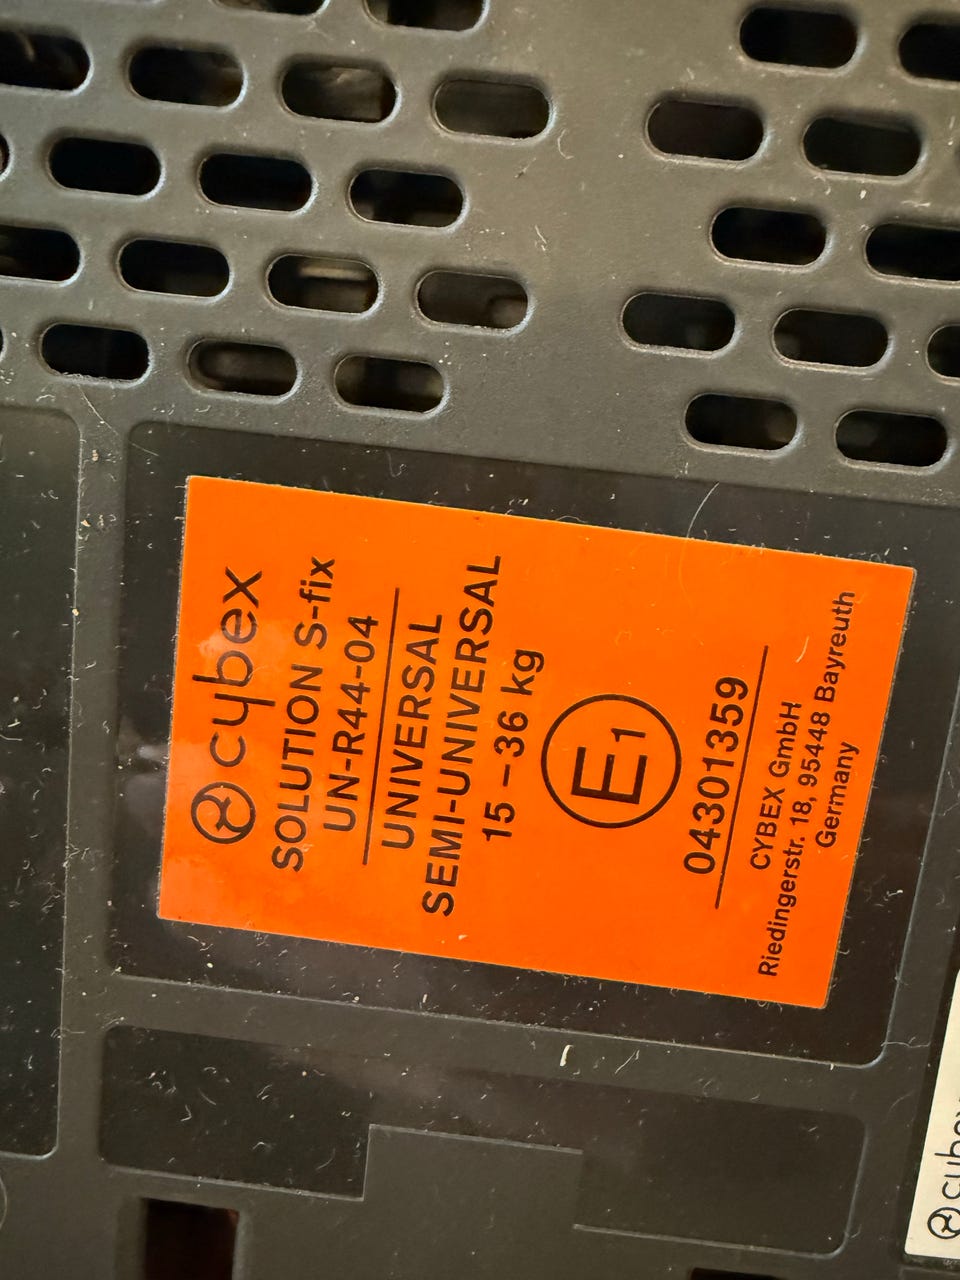 cybex
SOLUTION S-fix
UN-R44-04
UNIVERSAL
SEMI-UNIVERSAL
15 – 36 kg
E1
04301359
CYBEX GmbH
Riedingerstr. 18, 95448 Bayreuth
Germany